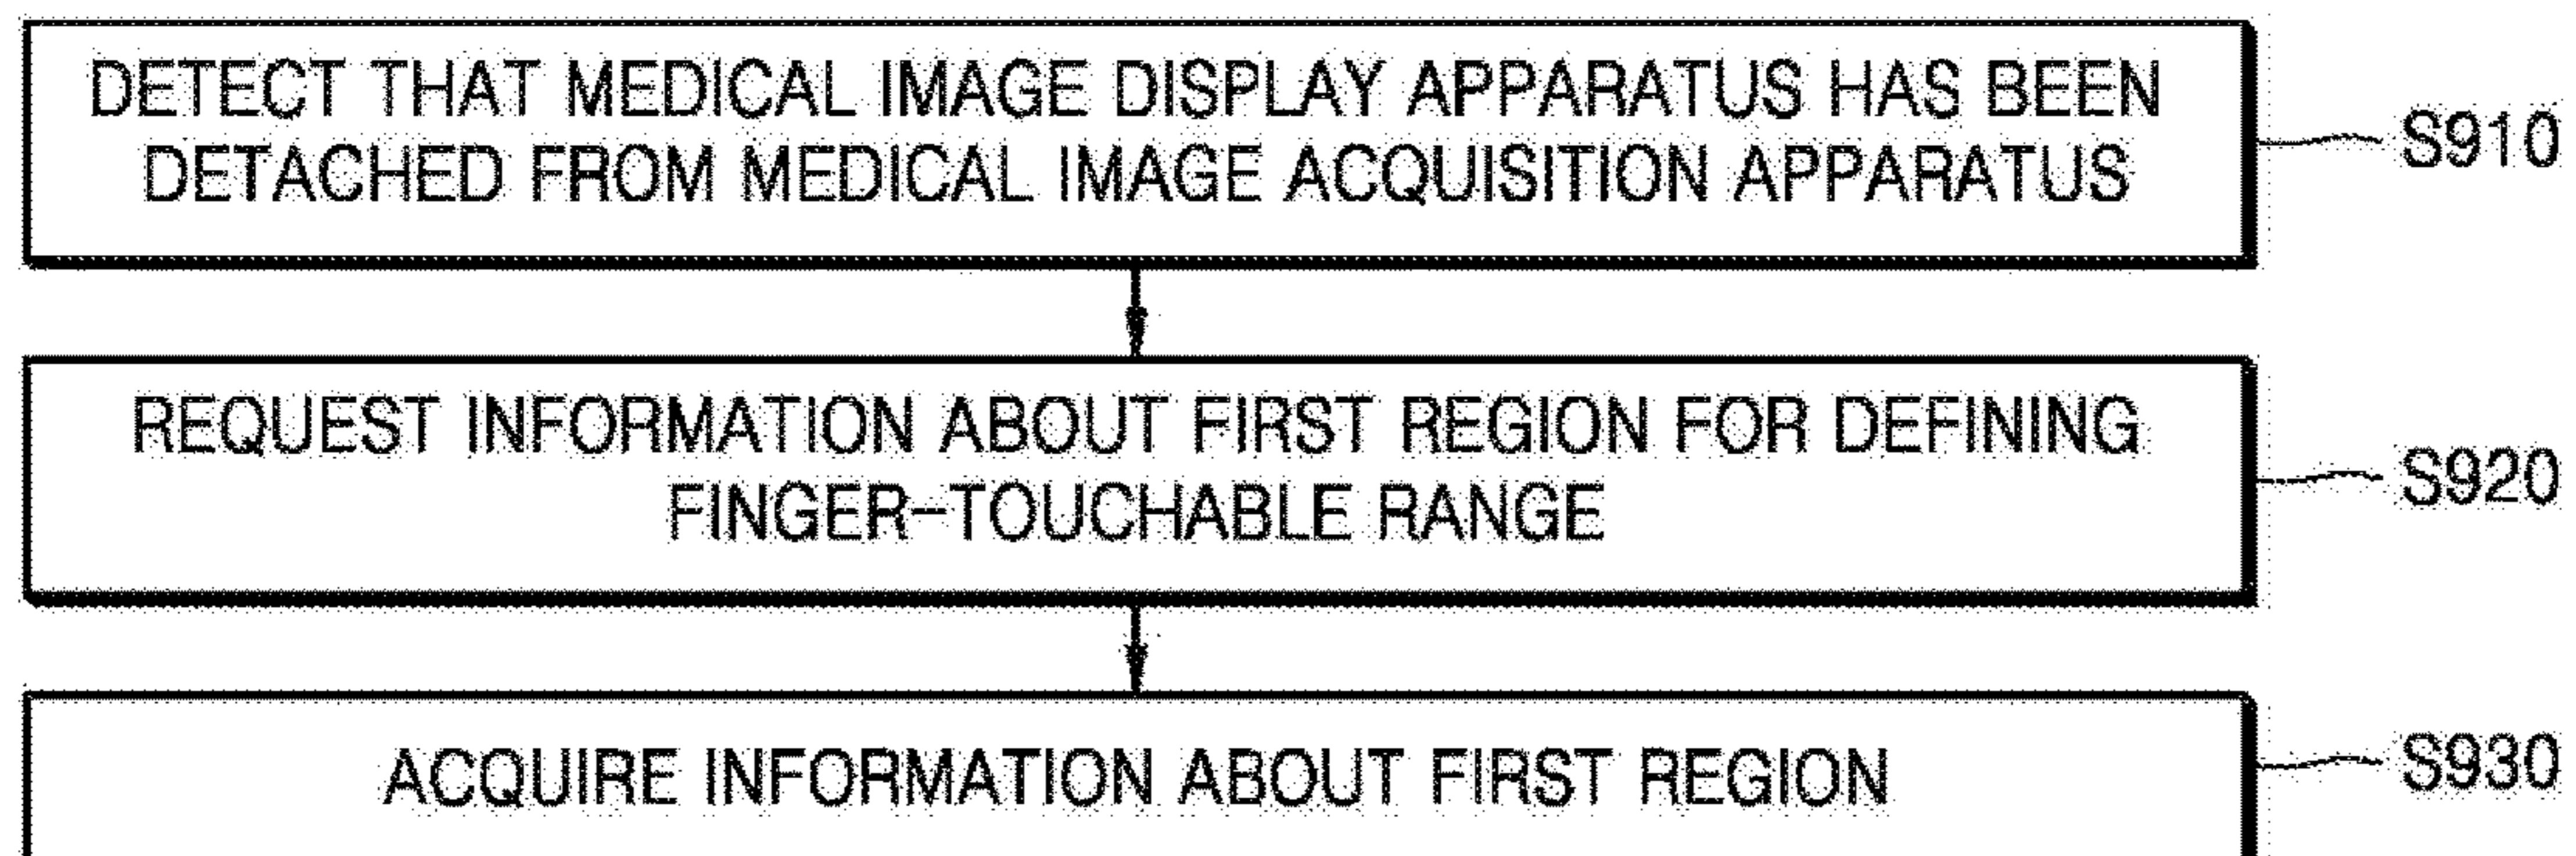 DETECT THAT MEDICAL IMAGE DISPLAY APPARATUS HAS BEEN
DETACHED FROM MEDICAL IMAGE ACQUISITION APPARATUS
S910
REQUEST INFORMATION ABOUT FIRST REGION FOR DEFINING
FINGER-TOUCHABLE RANGE
S920
ACQUIRE INFORMATION ABOUT FIRST REGION
S930